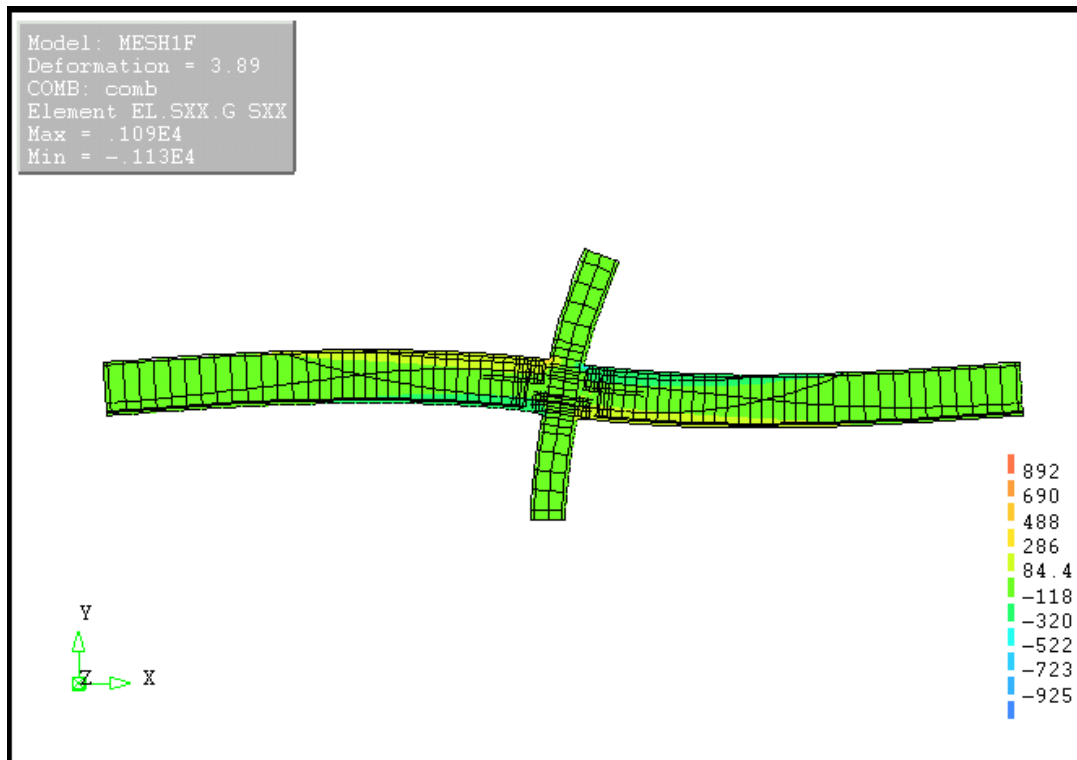 Model: MESH1F
Deformation = 3.89
COMB: comb
Element EL.SXX.G SXX
Max = .109E4
Min = -.113E4
892
690
488
286
84.4
-118
-320
-522
-723
-925
Y
Z X